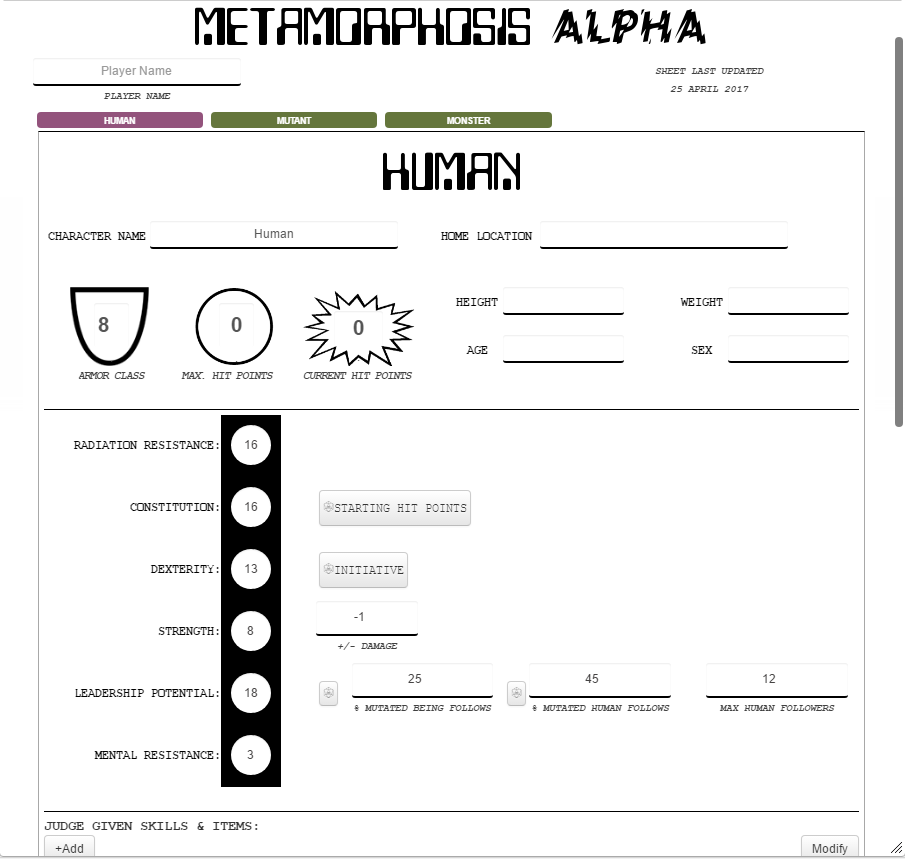 METAMORPHOSIS ALPHA
Player Name
PLAYER NAME
SHEET LAST UPDATED
25 APRIL 2017
HUMAN MUTANT MONSTER
HUMAN
CHARACTER NAME Human HOME LOCATION
8 0 0
ARMOR CLASS MAX. HIT POINTS CURRENT HIT POINTS
HEIGHT WEIGHT
AGE SEX
RADIATION RESISTANCE: 16
CONSTITUTION: 16 STARTING HIT POINTS
DEXTERITY: 13 INITIATIVE
STRENGTH: 8 -1
+/- DAMAGE
LEADERSHIP POTENTIAL: 18 25 45 12
% MUTATED BEING FOLLOWS % MUTATED HUMAN FOLLOWS MAX HUMAN FOLLOWERS
MENTAL RESISTANCE: 3
JUDGE GIVEN SKILLS & ITEMS:
+Add Modify